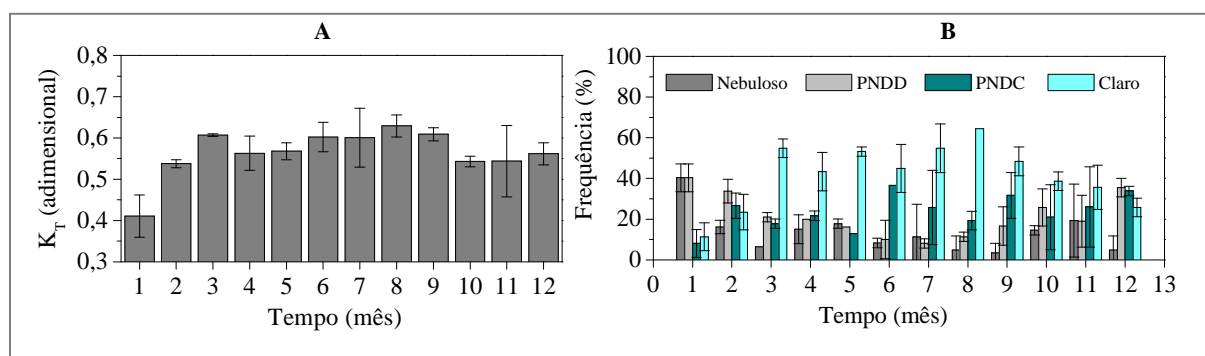 A
K_T (adimensional)
0,8
0,7
0,6
0,5
0,4
0,3
1 2 3 4 5 6 7 8 9 10 11 12
Tempo (mês)
B
Frequência (%)
100
80
60
40
20
0
Nebuloso PNDD PNDC Claro
0 1 2 3 4 5 6 7 8 9 10 11 12 13
Tempo (mês)